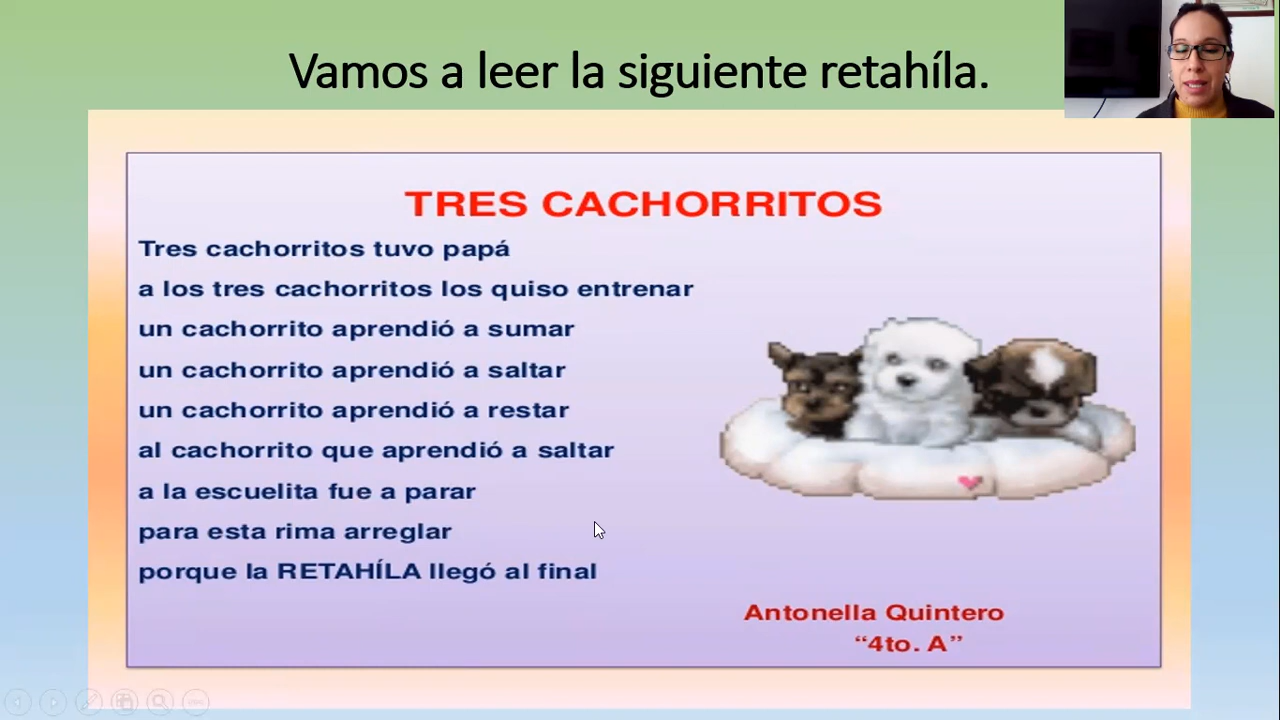 Vamos a leer la siguiente retahíla.
TRES CACHORRITOS
Tres cachorritos tuvo papá
a los tres cachorritos los quiso entrenar
un cachorrito aprendió a sumar
un cachorrito aprendió a saltar
un cachorrito aprendió a restar
al cachorrito que aprendió a saltar
a la escuelita fue a parar
para esta rima arreglar
porque la RETAHÍLA llegó al final
Antonella Quintero
“4to. A”